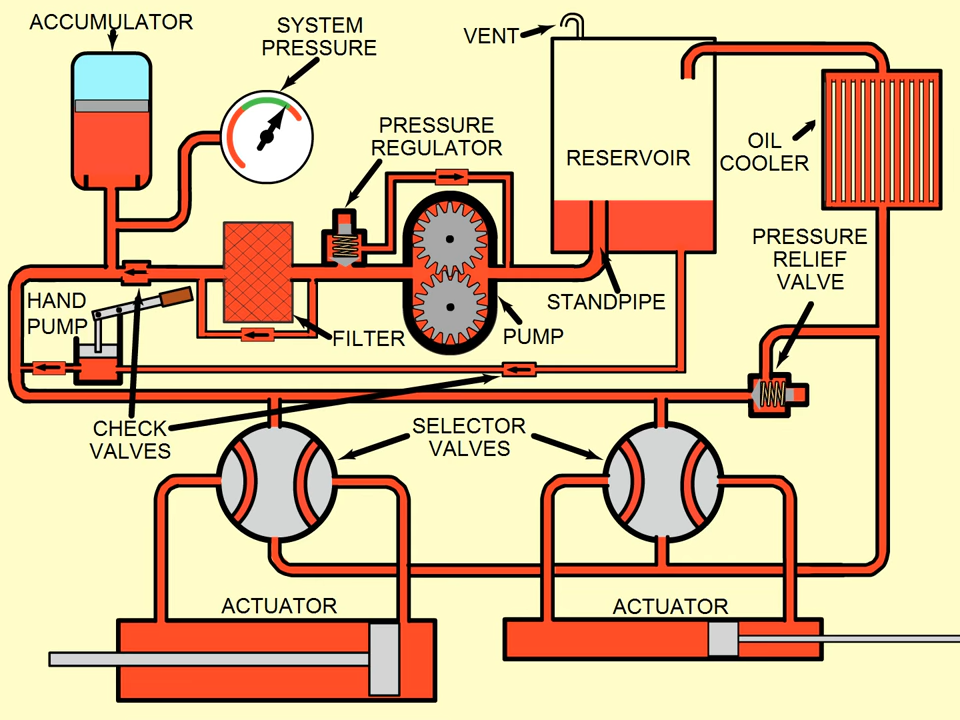 ACCUMULATOR
SYSTEM
PRESSURE
VENT
PRESSURE
REGULATOR
RESERVOIR
OIL
COOLER
PRESSURE
RELIEF
VALVE
HAND
PUMP
STANDPIPE
FILTER
PUMP
CHECK
VALVES
SELECTOR
VALVES
ACTUATOR
ACTUATOR